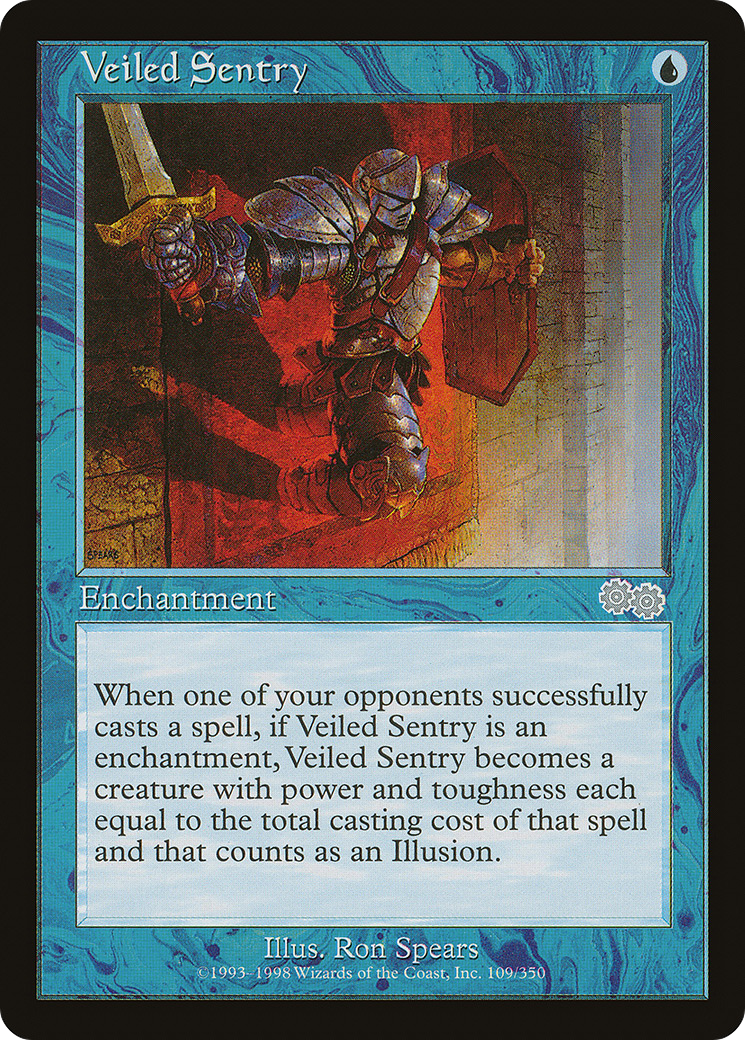 Veiled Sentry
SPEARS
Enchantment
When one of your opponents successfully
casts a spell, if Veiled Sentry is an
enchantment, Veiled Sentry becomes a
creature with power and toughness each
equal to the total casting cost of that spell
and that counts as an Illusion.
Illus. Ron Spears
©1993–1998 Wizards of the Coast, Inc. 109/350